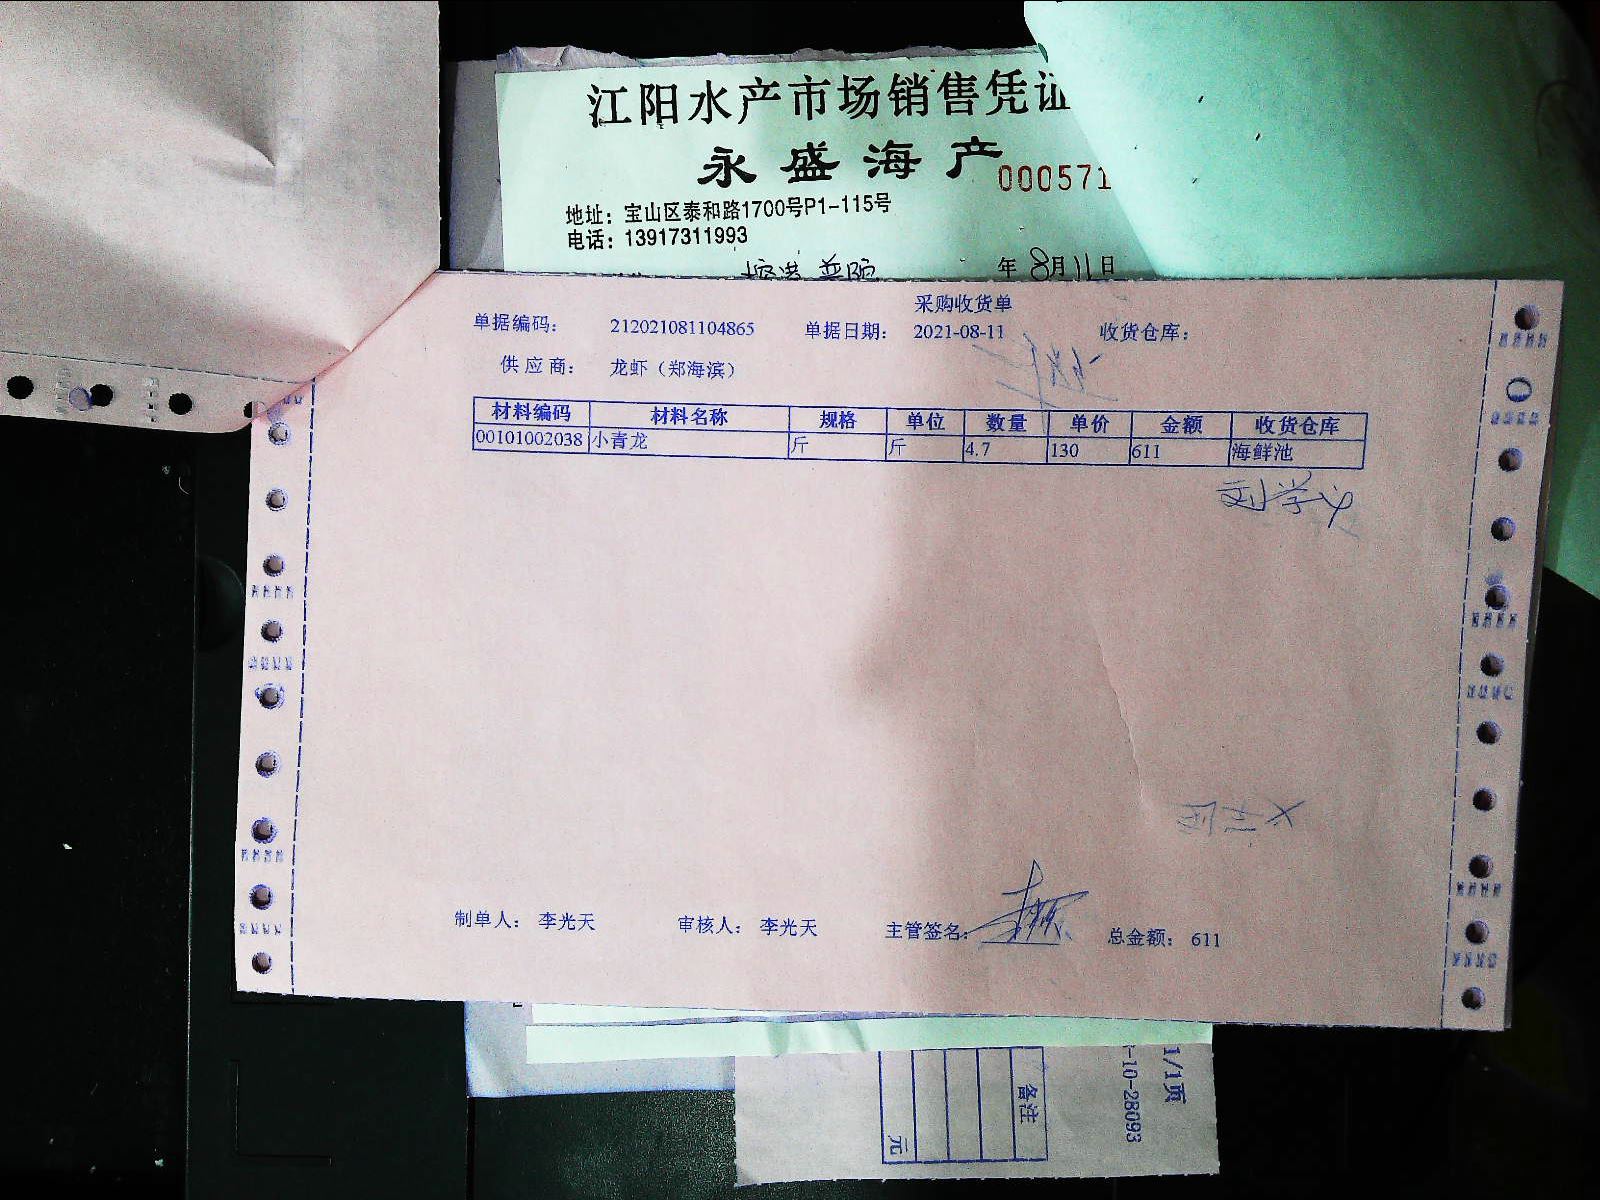 江阳水产市场销售凭证
永盛海产
000571
地址：宝山区泰和路1700号P1-115号
电话：13917311993
年8月11日
采购收货单
单据编码： 212021081104865 单据日期： 2021-08-11 收货仓库：
供应商： 龙虾（郑海滨）
材料编码 材料名称 规格 单位 数量 单价 金额 收货仓库
00101002038 小青龙 斤 斤 4.7 130 611 海鲜池
制单人： 李光天 审核人： 李光天 主管签名： 总金额： 611
1/1页
-10-28093
备注
元